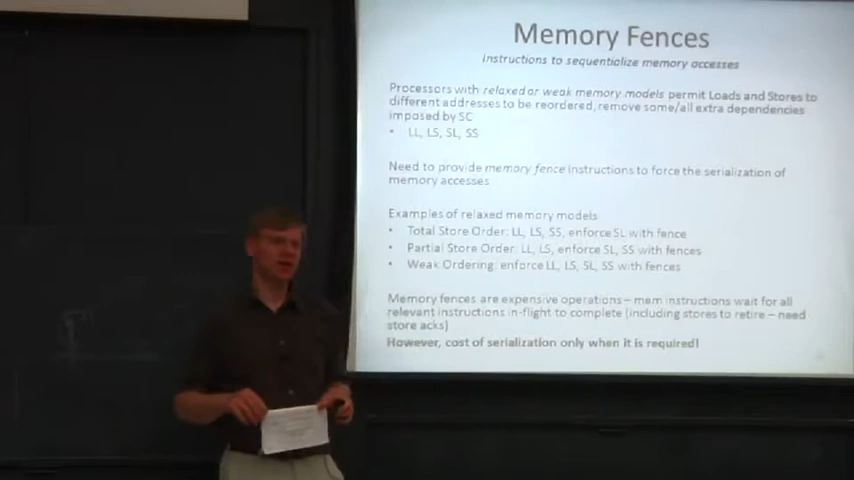 Memory Fences
Instructions to sequentialize memory accesses
Processors with relaxed or weak memory models permit Loads and Stores to
different addresses to be reordered, remove some/all extra dependencies
imposed by SC
• LL, LS, SL, SS
Need to provide memory fence instructions to force the serialization of
memory accesses
Examples of relaxed memory models
• Total Store Order: LL, LS, SS, enforce SL with fence
• Partial Store Order: LL, LS, enforce SL, SS with fences
• Weak Ordering: enforce LL, LS, SL, SS with fences
Memory fences are expensive operations – mem instructions wait for all
relevant instructions in-flight to complete (including stores to retire – need
store acks)
However, cost of serialization only when it is required!